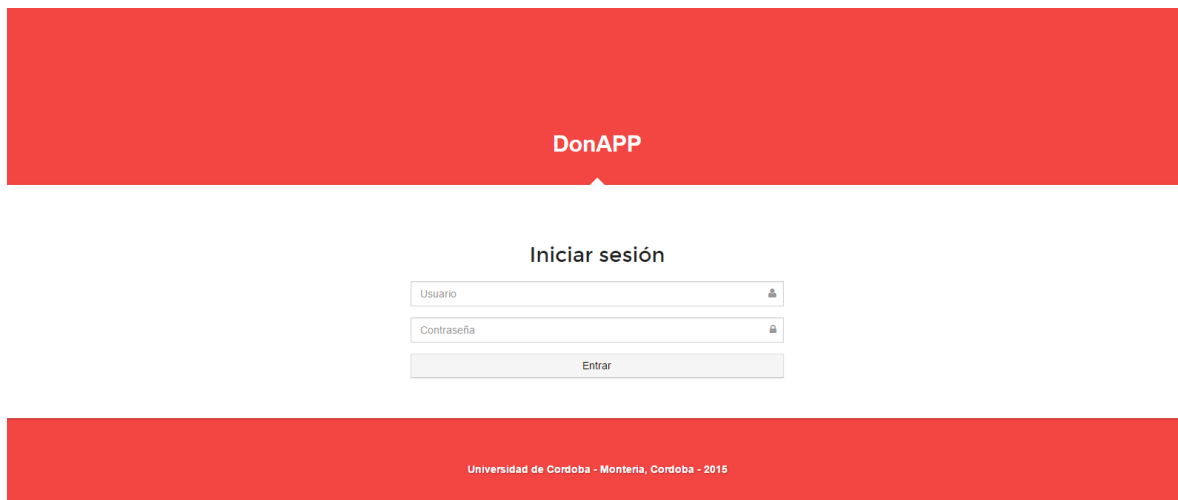 DonAPP
Iniciar sesión
Usuario
Contraseña
Entrar
Universidad de Cordoba - Monteria, Cordoba - 2015